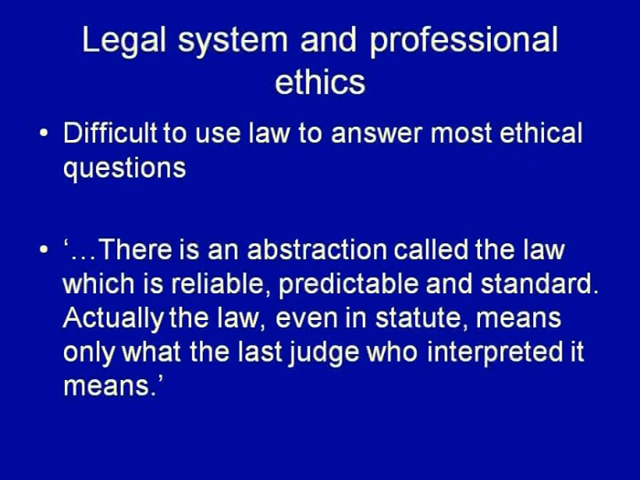 Legal system and professional
ethics
• Difficult to use law to answer most ethical
questions
• ‘…There is an abstraction called the law
which is reliable, predictable and standard.
Actually the law, even in statute, means
only what the last judge who interpreted it
means.’